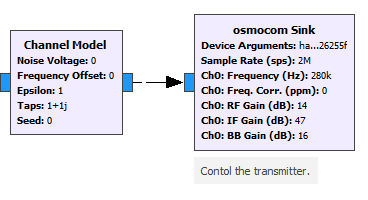 Channel Model
Noise Voltage: 0
Frequency Offset: 0
Epsilon: 1
Taps: 1+1j
Seed: 0
osmocom Sink
Device Arguments: ha...26255f
Sample Rate (sps): 2M
Ch0: Frequency (Hz): 280k
Ch0: Freq. Corr. (ppm): 0
Ch0: RF Gain (dB): 14
Ch0: IF Gain (dB): 47
Ch0: BB Gain (dB): 16
Contol the transmitter.